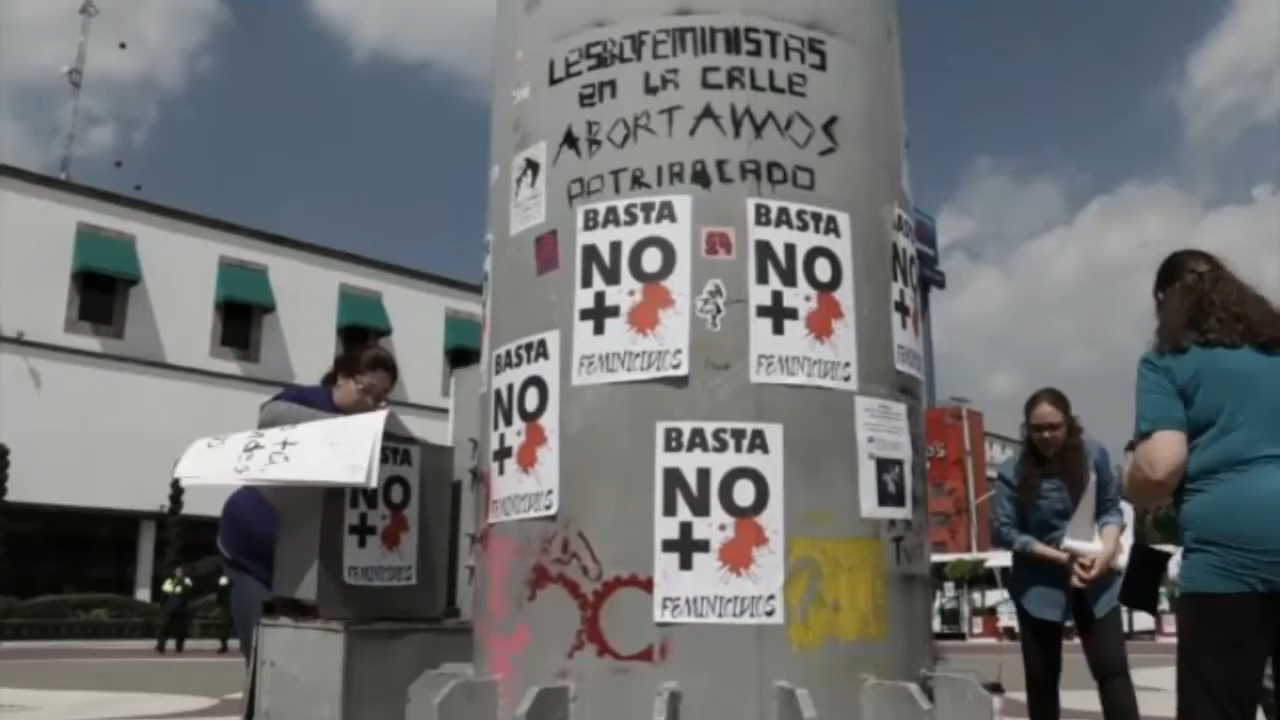 LESBOFEMINISTAS
en LA CALLE
ABORTAMOS
PATRIARCADO
BASTA
NO
+
FEMINICIDIOS
BASTA
NO
+
FEMINICIDIOS
BASTA
NO
+
FEMINICIDIOS
BASTA
NO
+
FEMINICIDIOS
NO
+
FEMINICIDIOS
NO
+